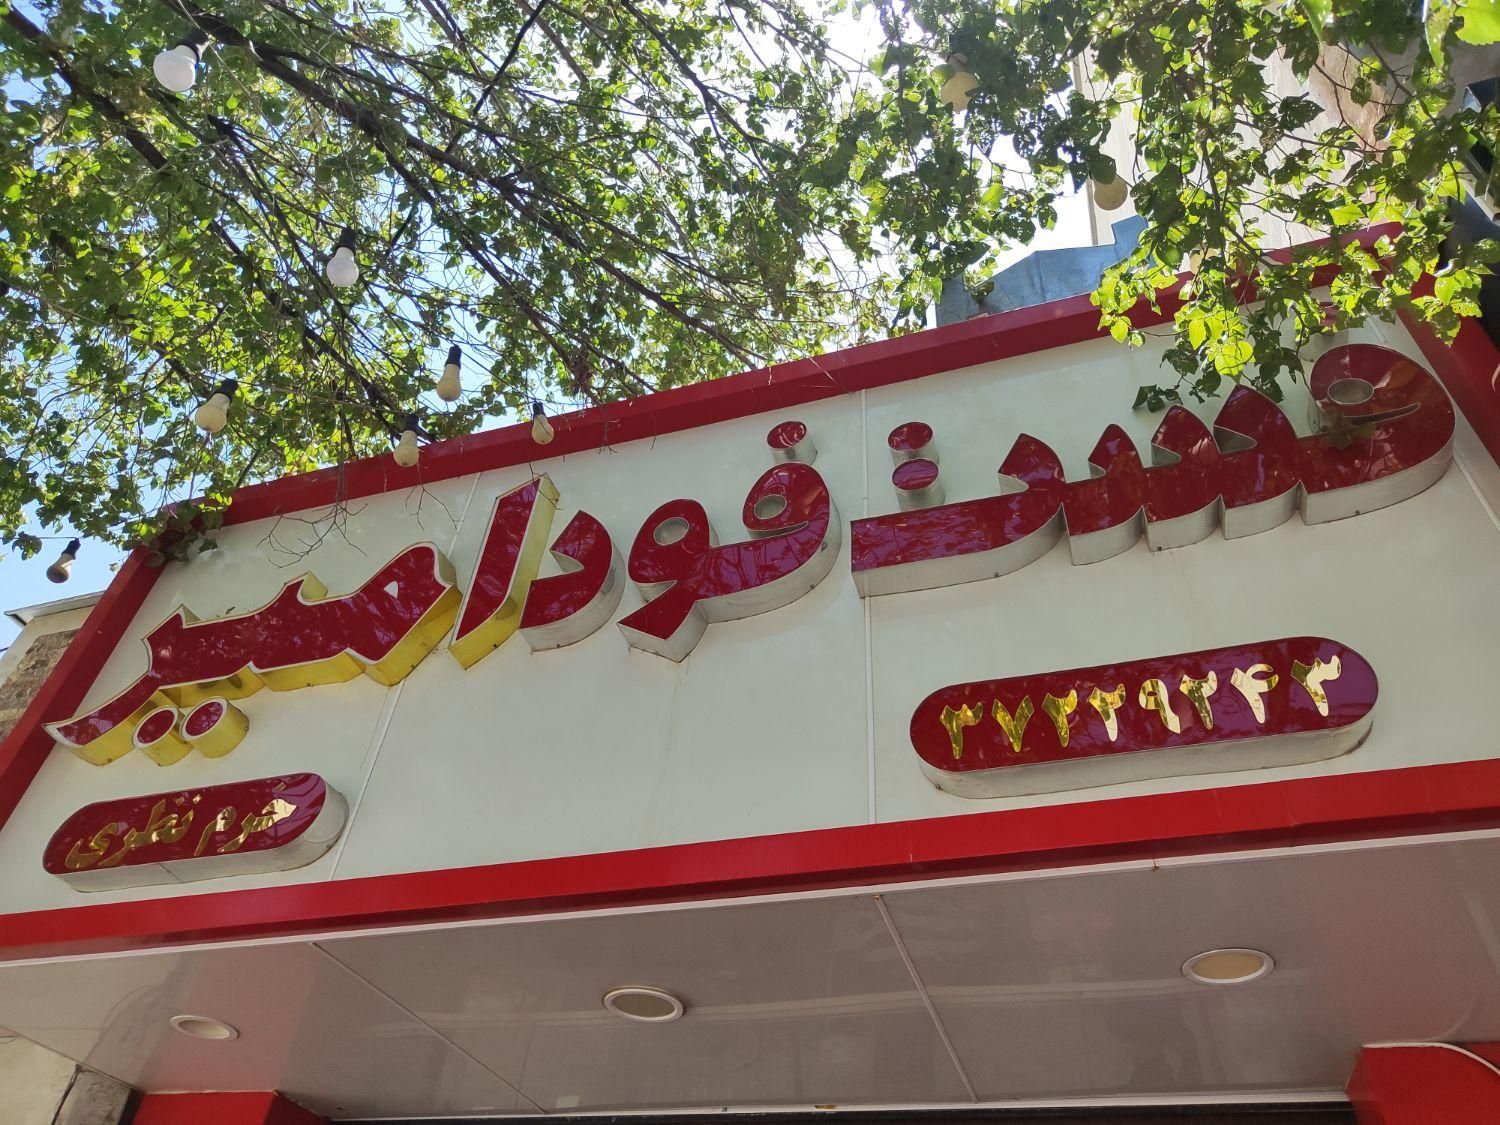 فست فود امیر
۳۷۲۲۹۲۴۳
خرم نظری